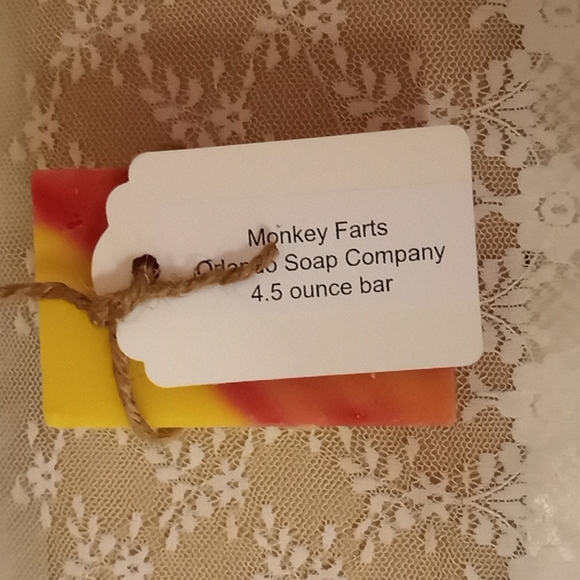 Monkey Farts
Orlando Soap Company
4.5 ounce bar